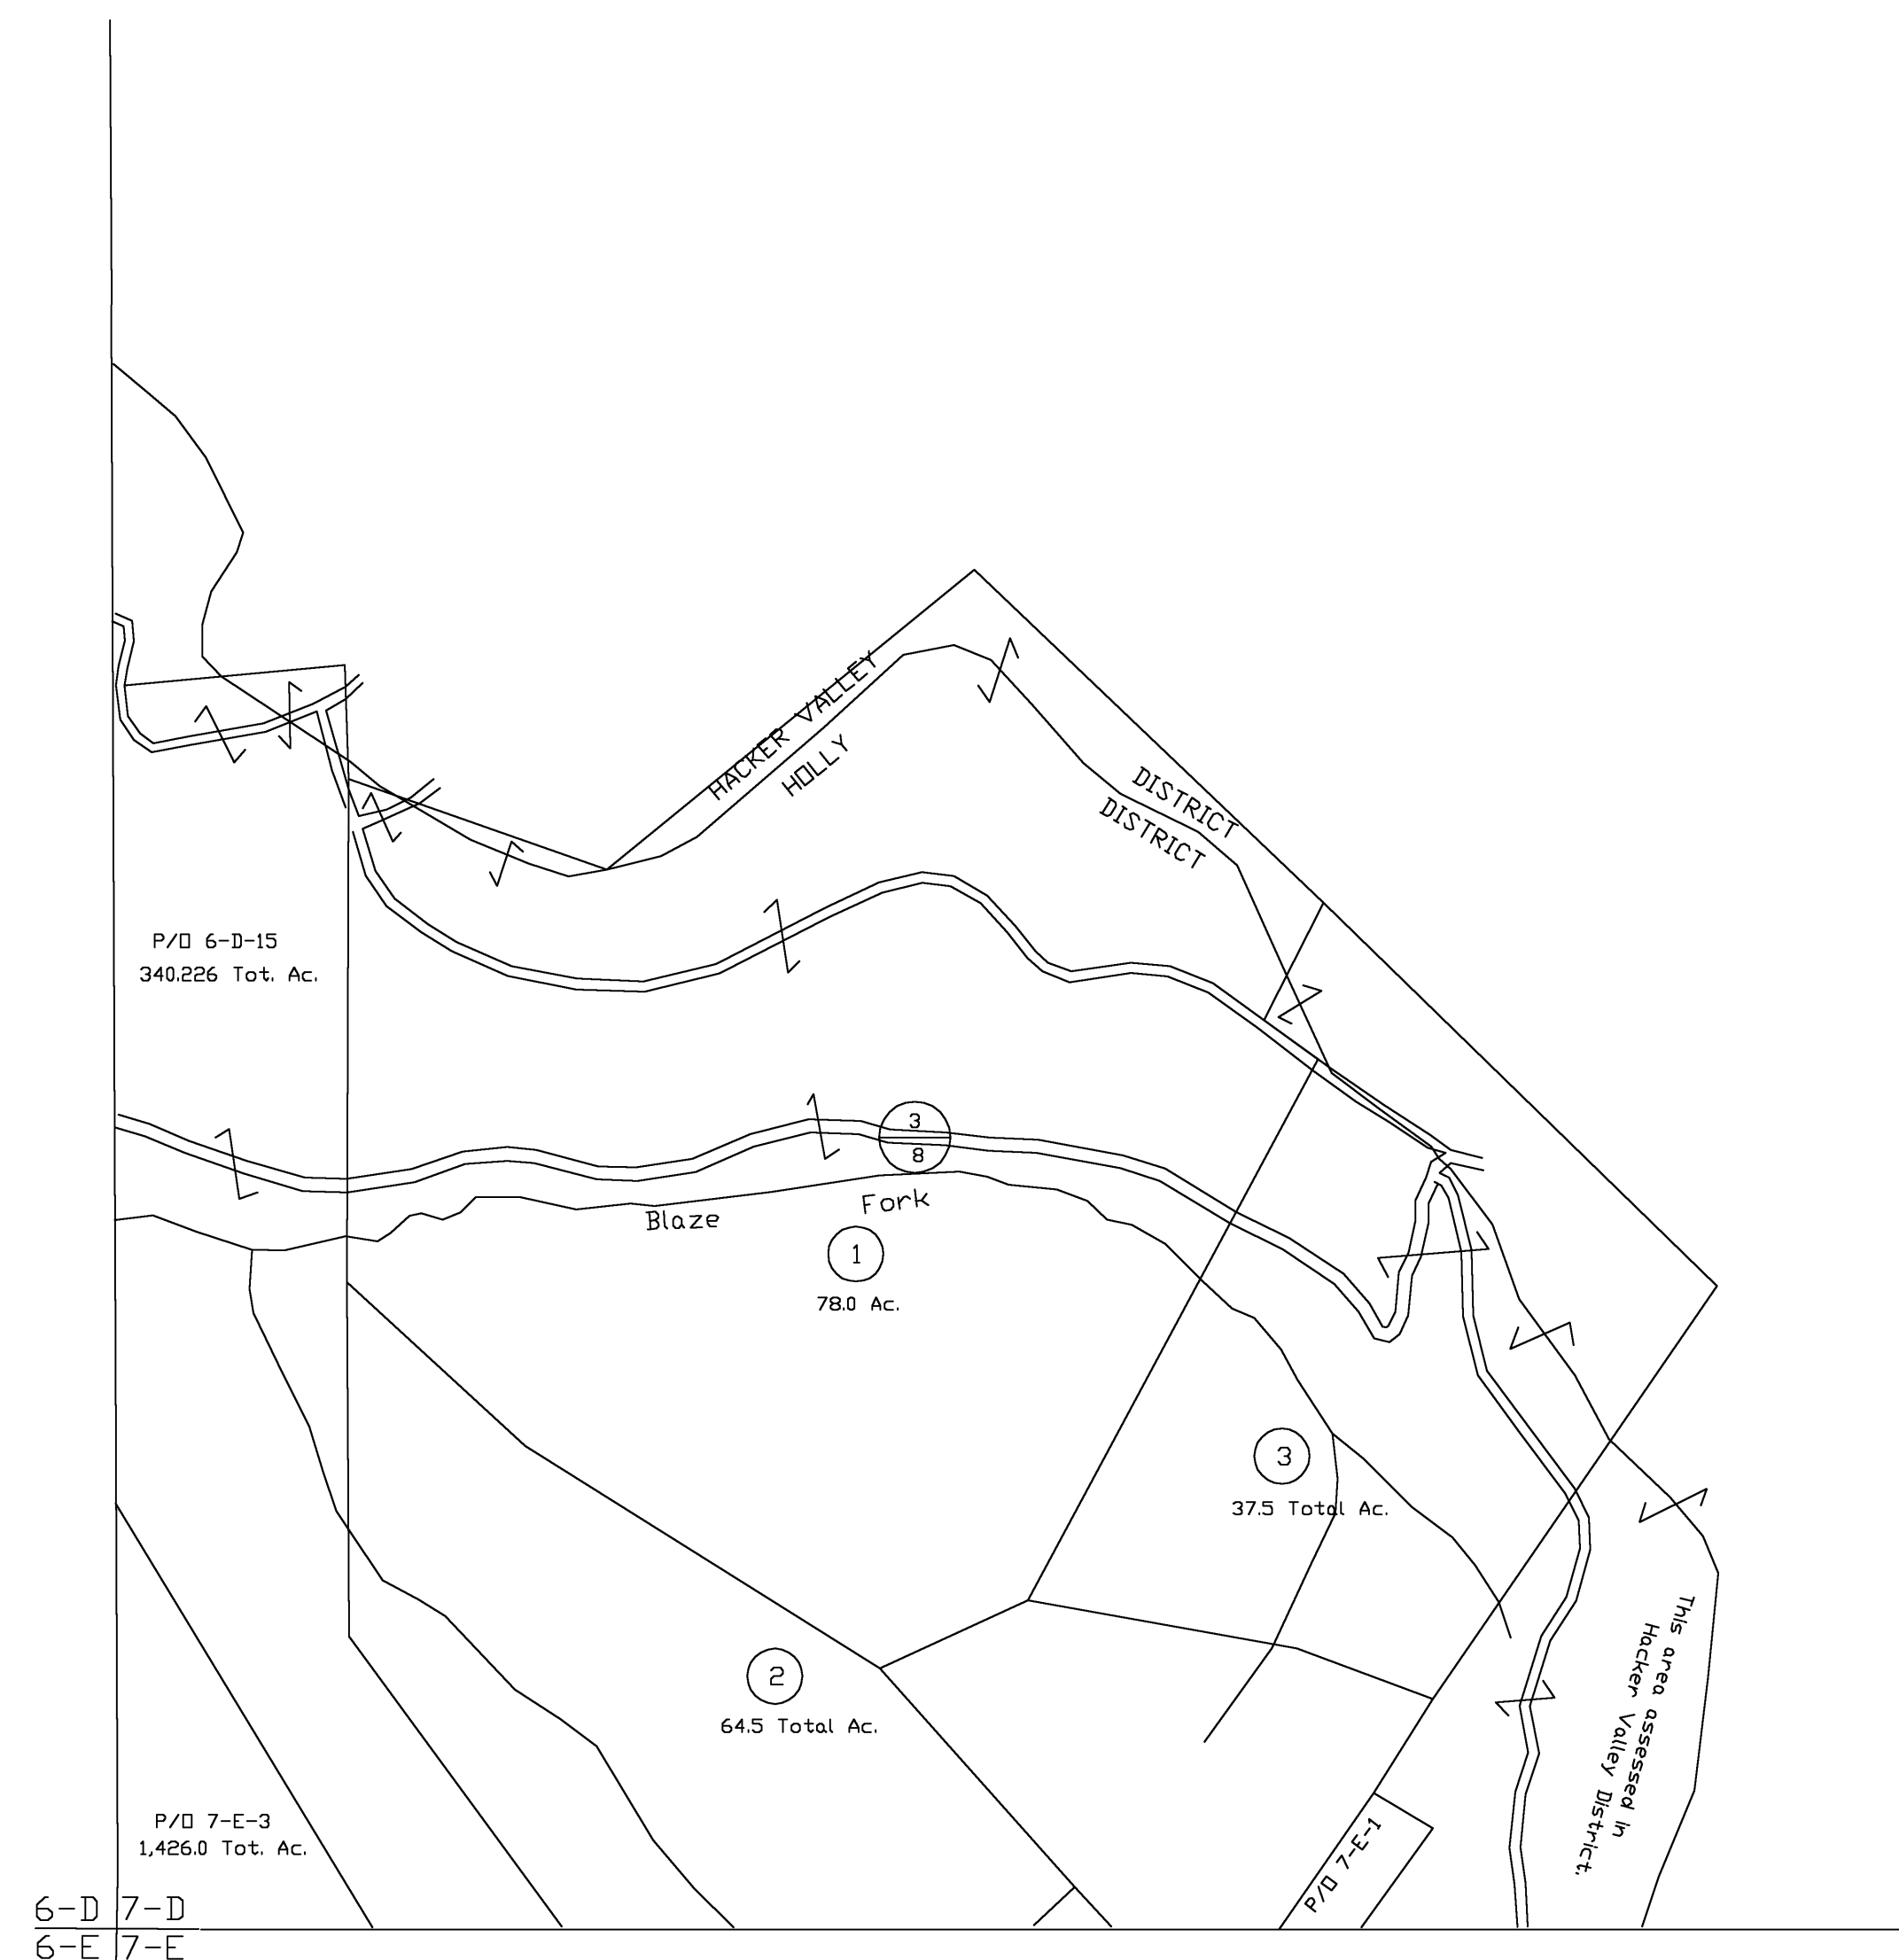 HACKER VALLEY
HOLLY
DISTRICT
DISTRICT
P/O 6-D-15
340.226 Tot. Ac.
3
8
Blaze Fork
1
78.0 Ac.
3
37.5 Total Ac.
2
64.5 Total Ac.
This area assessed in
Hacker Valley District.
P/O 7-E-3
1,426.0 Tot. Ac.
P/O 7-E-1
6-D 7-D
6-E 7-E